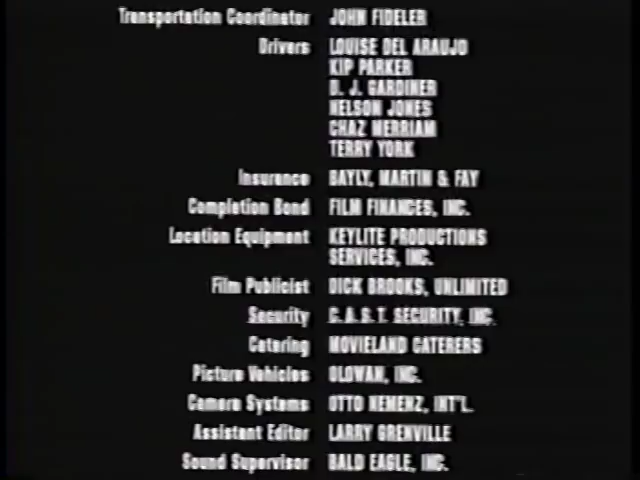 Transportation Coordinator JOHN FIDELER
Drivers LOUISE DEL ARAUJO
KIP PARKER
D. J. GARDINER
NELSON JONES
CHAZ MERRIAM
TERRY YORK
Insurance BAYLY, MARTIN & FAY
Completion Bond FILM FINANCES, INC.
Location Equipment KEYLITE PRODUCTIONS
SERVICES, INC.
Film Publicist DICK BROOKS, UNLIMITED
Security C.A.S.T. SECURITY, INC.
Catering MOVIELAND CATERERS
Picture Vehicles OLOWAN, INC.
Camera Systems OTTO NEMENZ, INT'L.
Assistant Editor LARRY GRENVILLE
Sound Supervisor BALD EAGLE, INC.